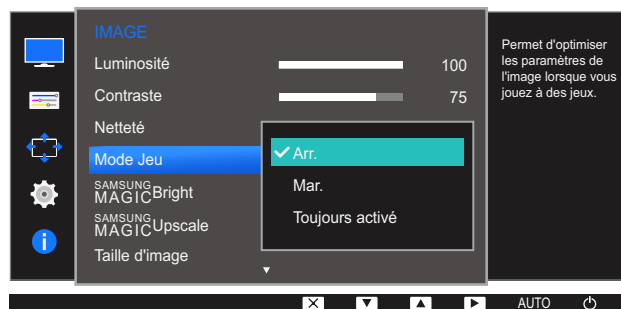 IMAGE
Luminosité 100
Contraste 75
Netteté
Mode Jeu
SAMSUNG
MAGICBright
SAMSUNG
MAGICUpscale
Taille d'image
Arr.
Mar.
Toujours activé
Permet d'optimiser
les paramètres de
l'image lorsque vous
jouez à des jeux.
AUTO